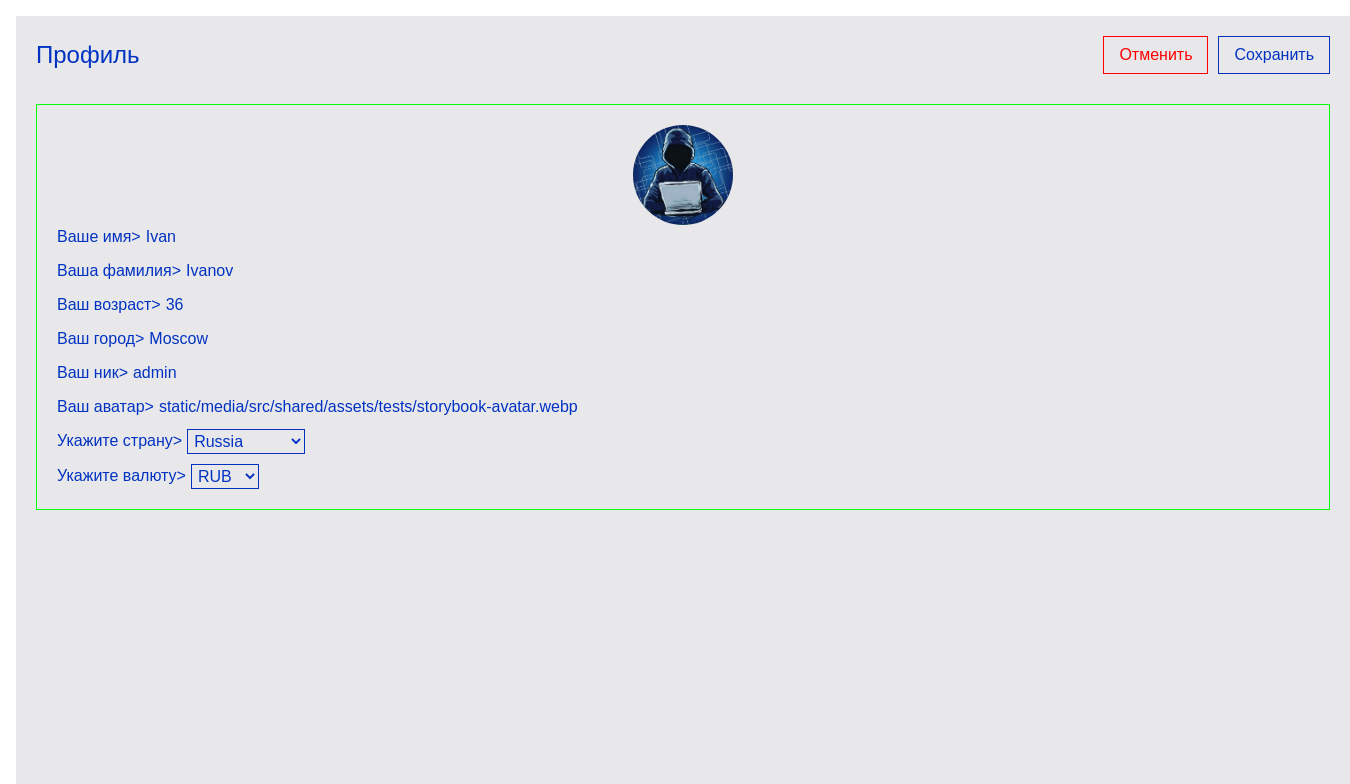 Профиль
Отменить
Сохранить
Ваше имя> Ivan
Ваша фамилия> Ivanov
Ваш возраст> 36
Ваш город> Moscow
Ваш ник> admin
Ваш аватар> static/media/src/shared/assets/tests/storybook-avatar.webp
Укажите страну> Russia
Укажите валюту> RUB